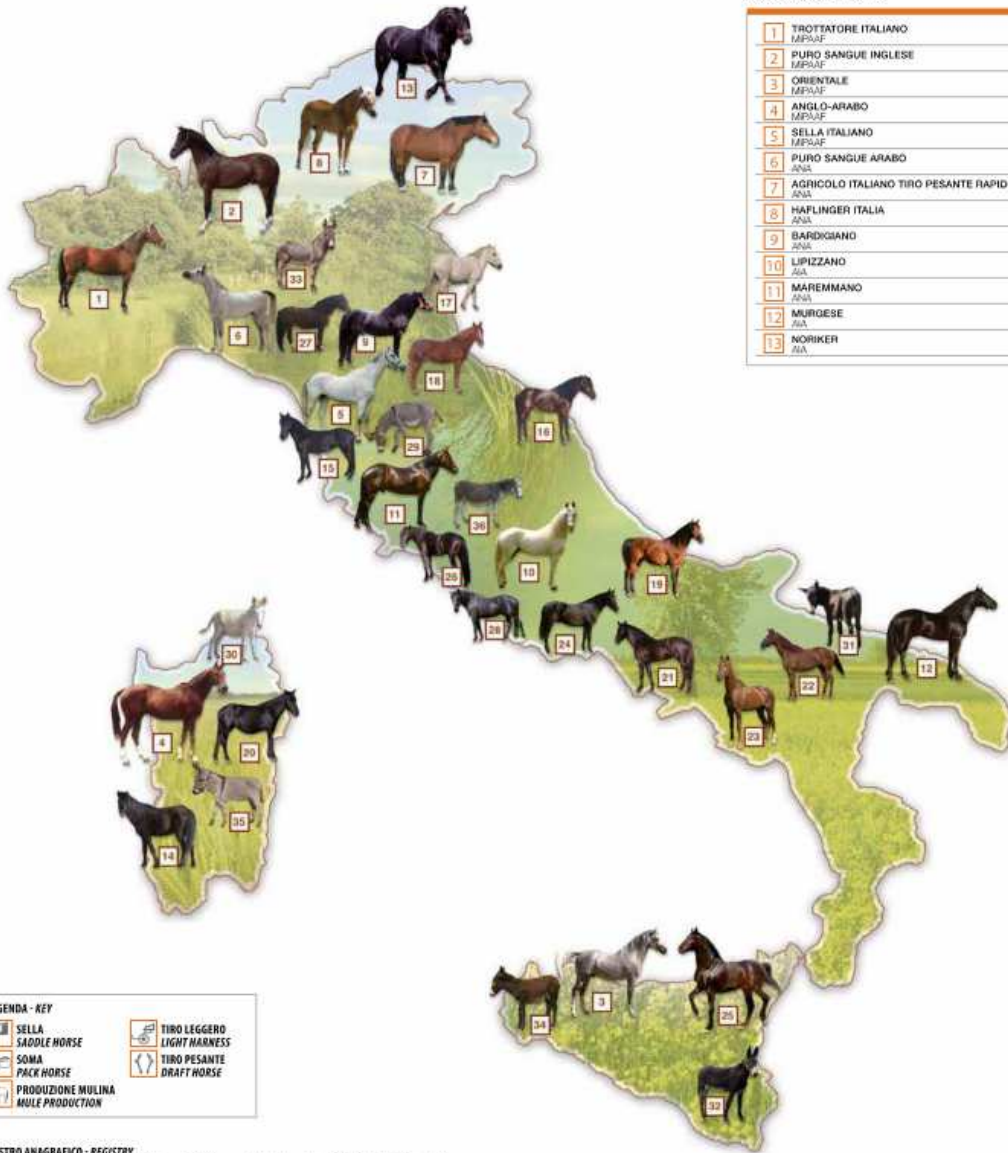 1 TROTTATORE ITALIANO
MIPAAF
2 PURO SANGUE INGLESE
MIPAAF
3 ORIENTALE
MIPAAF
4 ANGLO-ARABO
MIPAAF
5 SELLA ITALIANO
MIPAAF
6 PURO SANGUE ARABO
ANA
7 AGRICOLO ITALIANO TIRO PESANTE RAPID
ANA
8 HAFLINGER ITALIA
ANA
9 BARDIGIANO
ANA
10 LIPIZZANO
AIA
11 MAREMMANO
ANA
12 MURGESE
AIA
13 NORIKER
AIA
13
8
7
2
33
1
17
6
27
9
18
5
16
29
15
11
36
10
19
28
24
31
12
21
22
23
30
4
20
35
14
3
34
25
32
GENDA - KEY
SELLA
SADDLE HORSE
TIRO LEGGERO
LIGHT HARNESS
SOMA
PACK HORSE
TIRO PESANTE
DRAFT HORSE
PRODUZIONE MULINA
MULE PRODUCTION
STRO ANAGRAFICO - REGISTRY